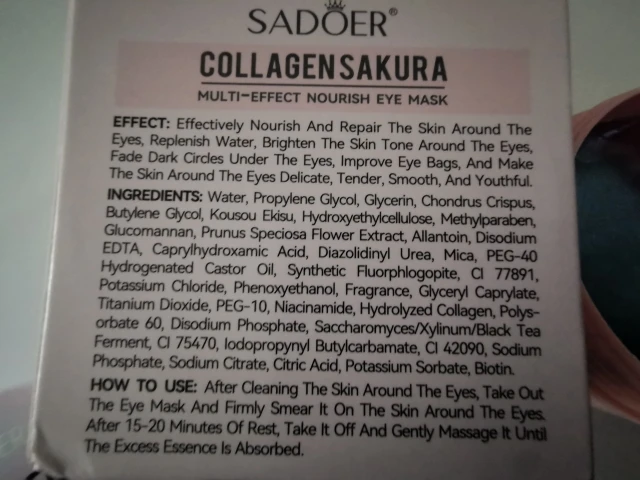 SADOER®
COLLAGEN SAKURA
MULTI-EFFECT NOURISH EYE MASK
EFFECT: Effectively Nourish And Repair The Skin Around The
Eyes, Replenish Water, Brighten The Skin Tone Around The Eyes,
Fade Dark Circles Under The Eyes, Improve Eye Bags, And Make
The Skin Around The Eyes Delicate, Tender, Smooth, And Youthful.
INGREDIENTS: Water, Propylene Glycol, Glycerin, Chondrus Crispus,
Butylene Glycol, Kousou Ekisu, Hydroxyethylcellulose, Methylparaben,
Glucomannan, Prunus Speciosa Flower Extract, Allantoin, Disodium
EDTA, Caprylhydroxamic Acid, Diazolidinyl Urea, Mica, PEG-40
Hydrogenated Castor Oil, Synthetic Fluorphlogopite, CI 77891,
Potassium Chloride, Phenoxyethanol, Fragrance, Glyceryl Caprylate,
Titanium Dioxide, PEG-10, Niacinamide, Hydrolyzed Collagen, Polys-
orbate 60, Disodium Phosphate, Saccharomyces/Xylinum/Black Tea
Ferment, CI 75470, Iodopropynyl Butylcarbamate, CI 42090, Sodium
Phosphate, Sodium Citrate, Citric Acid, Potassium Sorbate, Biotin.
HOW TO USE: After Cleaning The Skin Around The Eyes, Take Out
The Eye Mask And Firmly Smear It On The Skin Around The Eyes.
After 15-20 Minutes Of Rest, Take It Off And Gently Massage It Until
The Excess Essence Is Absorbed.